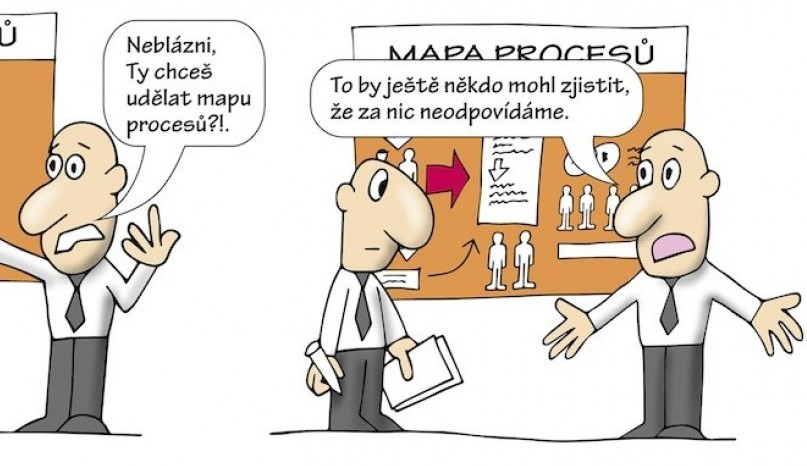 Ů
Neblázni,
Ty chceš
udělat mapu
procesů?!.
MAPA PROCESŮ
To by ještě někdo mohl zjistit,
že za nic neodpovídáme.